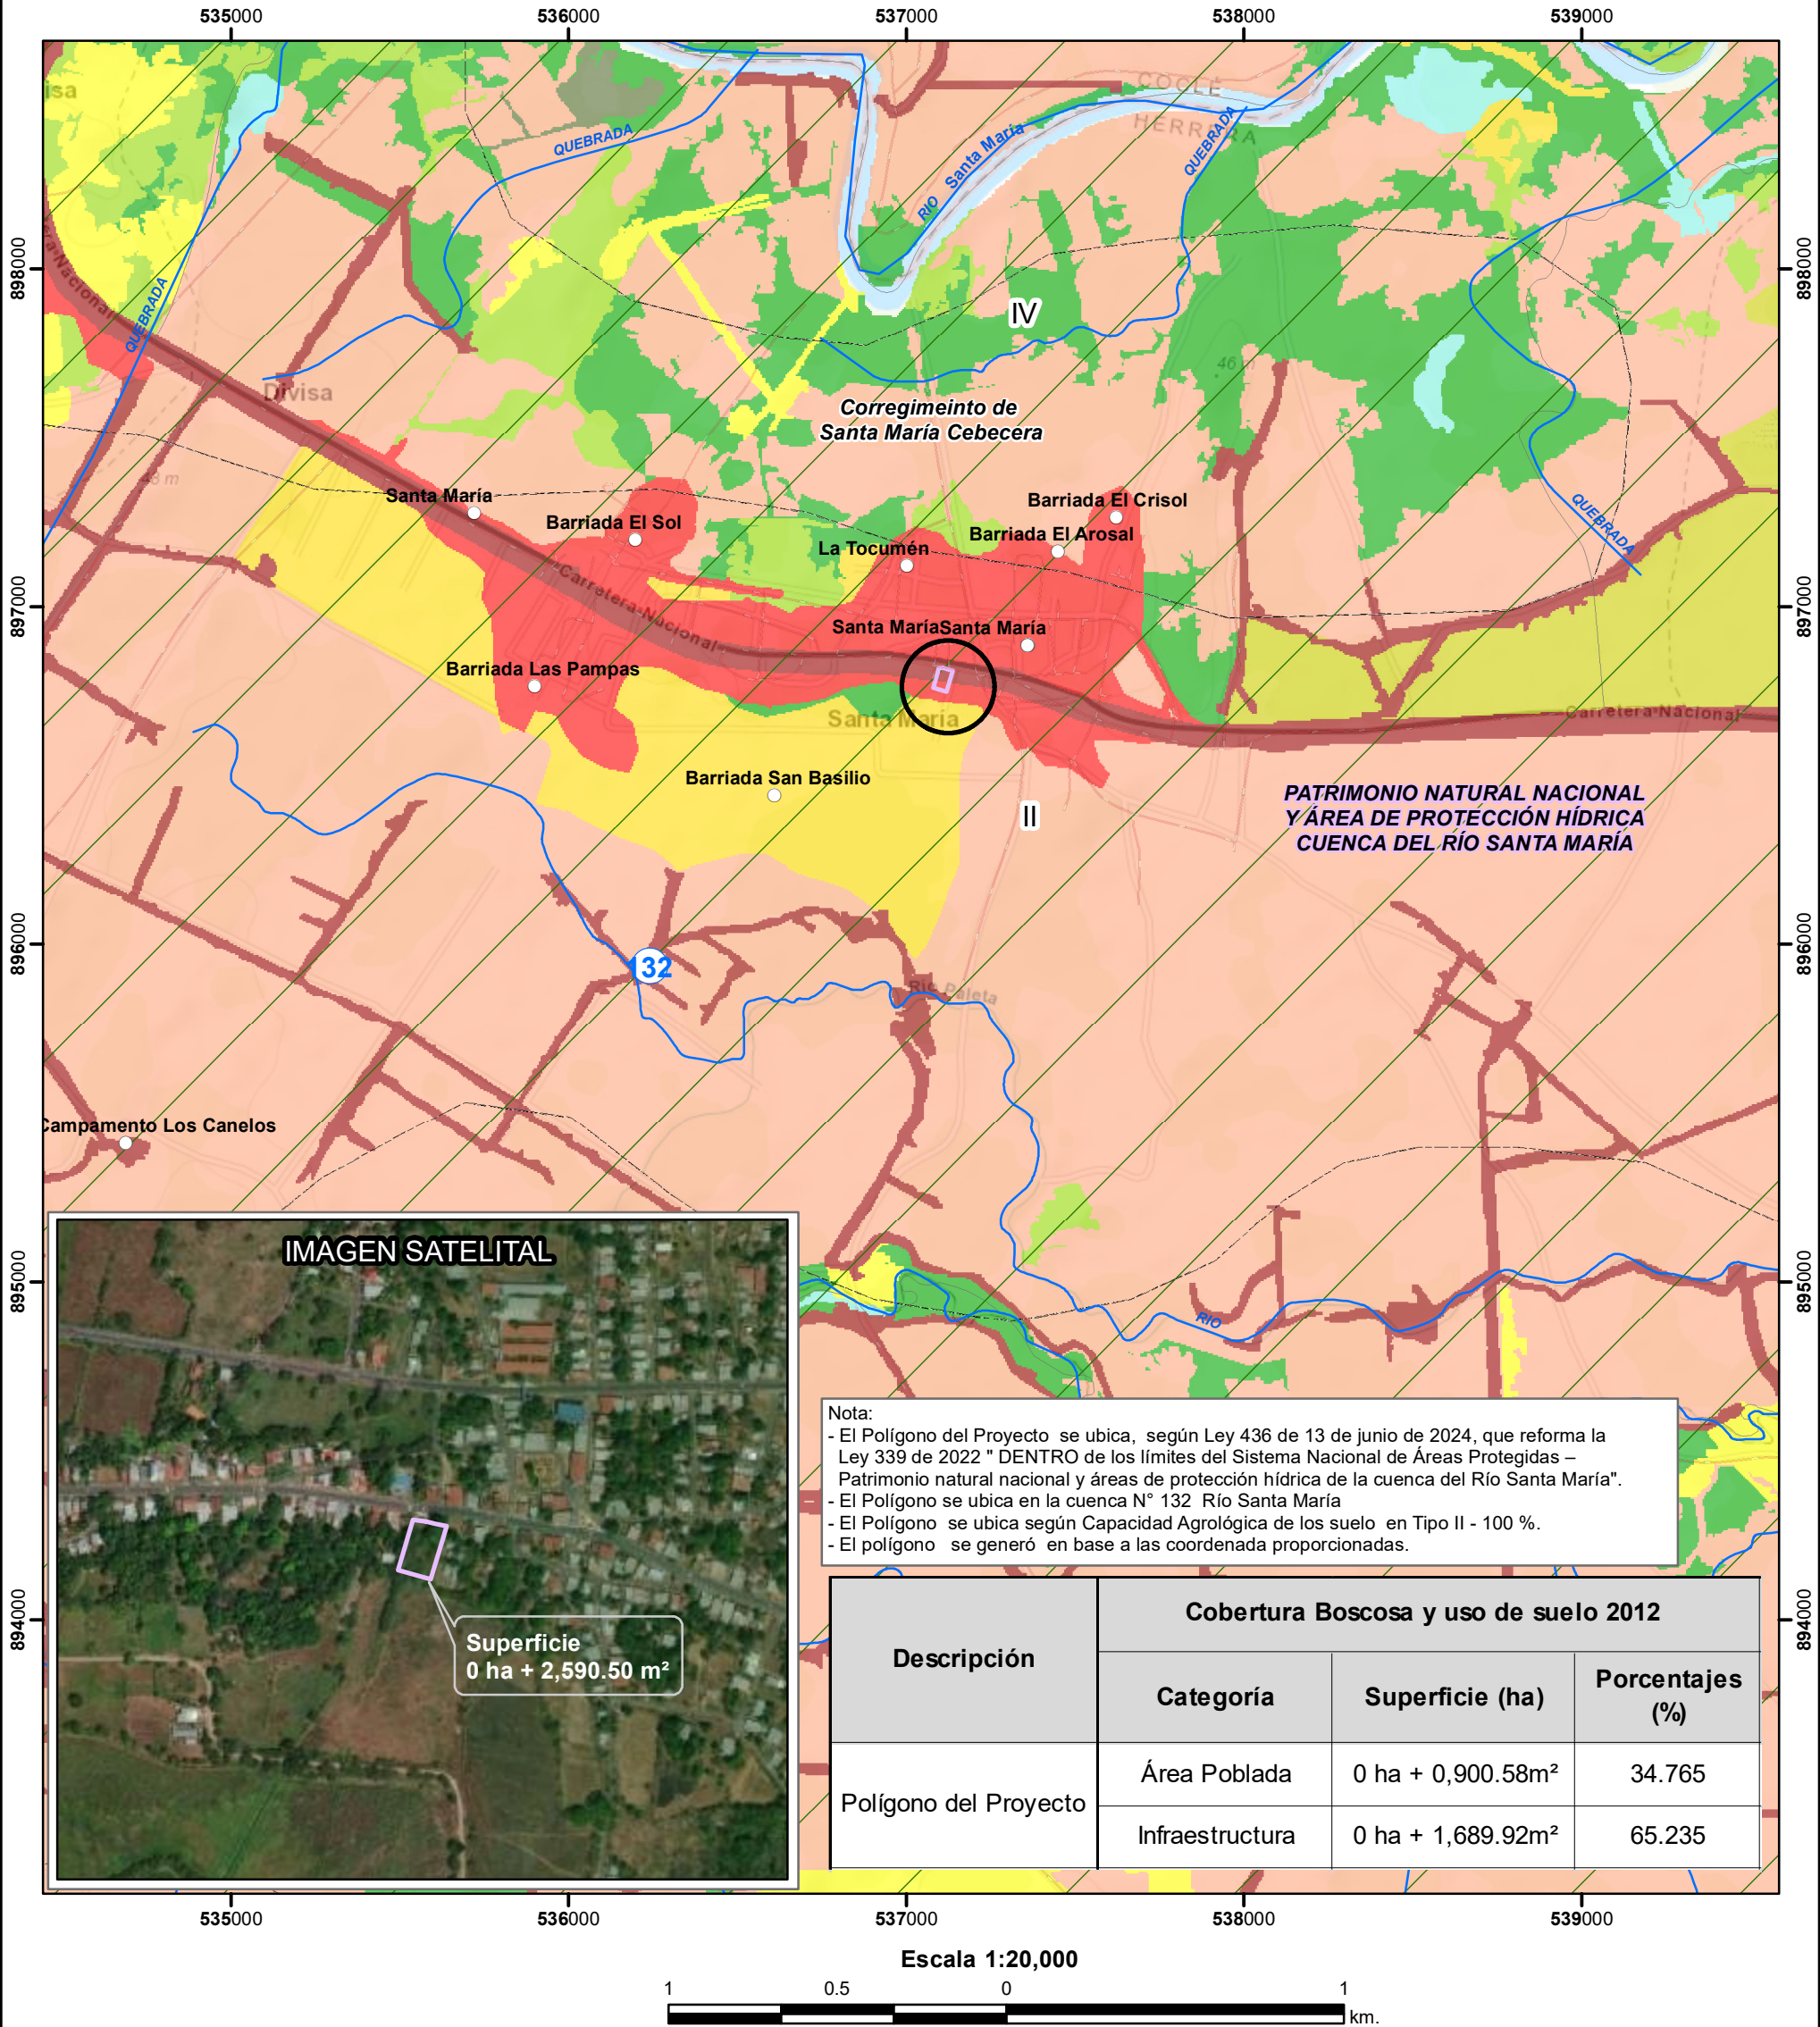 535000 536000 537000 538000 539000
898000
897000
896000
895000
894000
898000
897000
896000
895000
894000
isa
COCLÉ
HERRERA
QUEBRADA
RIO Santa María
QUEBRADA
QUEBRADA
Carretera Nacional
IV
46 m
Divisa
Corregimeinto de
Santa María Cebecera
43 m
Santa María
Barriada El Sol
Barriada El Crisol
Barriada El Arosal
La Tocumén
QUEBRADA
Carretera Nacional
Santa María
Santa María
Barriada Las Pampas
Santa María
Carretera Nacional
Barriada San Basilio
II
PATRIMONIO NATURAL NACIONAL
Y ÁREA DE PROTECCIÓN HÍDRICA
CUENCA DEL RÍO SANTA MARÍA
132
Río Paleta
Campamento Los Canelos
RIO
IMAGEN SATELITAL
Superficie
0 ha + 2,590.50 m²
Nota:
- El Polígono del Proyecto se ubica, según Ley 436 de 13 de junio de 2024, que reforma la
Ley 339 de 2022 " DENTRO de los límites del Sistema Nacional de Áreas Protegidas –
Patrimonio natural nacional y áreas de protección hídrica de la cuenca del Río Santa María".
- El Polígono se ubica en la cuenca N° 132 Río Santa María
- El Polígono se ubica según Capacidad Agrológica de los suelo en Tipo II - 100 %.
- El polígono se generó en base a las coordenada proporcionadas.
Descripción
Cobertura Boscosa y uso de suelo 2012
Categoría Superficie (ha) Porcentajes
(%)
Polígono del Proyecto
Área Poblada 0 ha + 0,900.58m² 34.765
Infraestructura 0 ha + 1,689.92m² 65.235
535000 536000 537000 538000 539000
Escala 1:20,000
1 0.5 0 1
km.